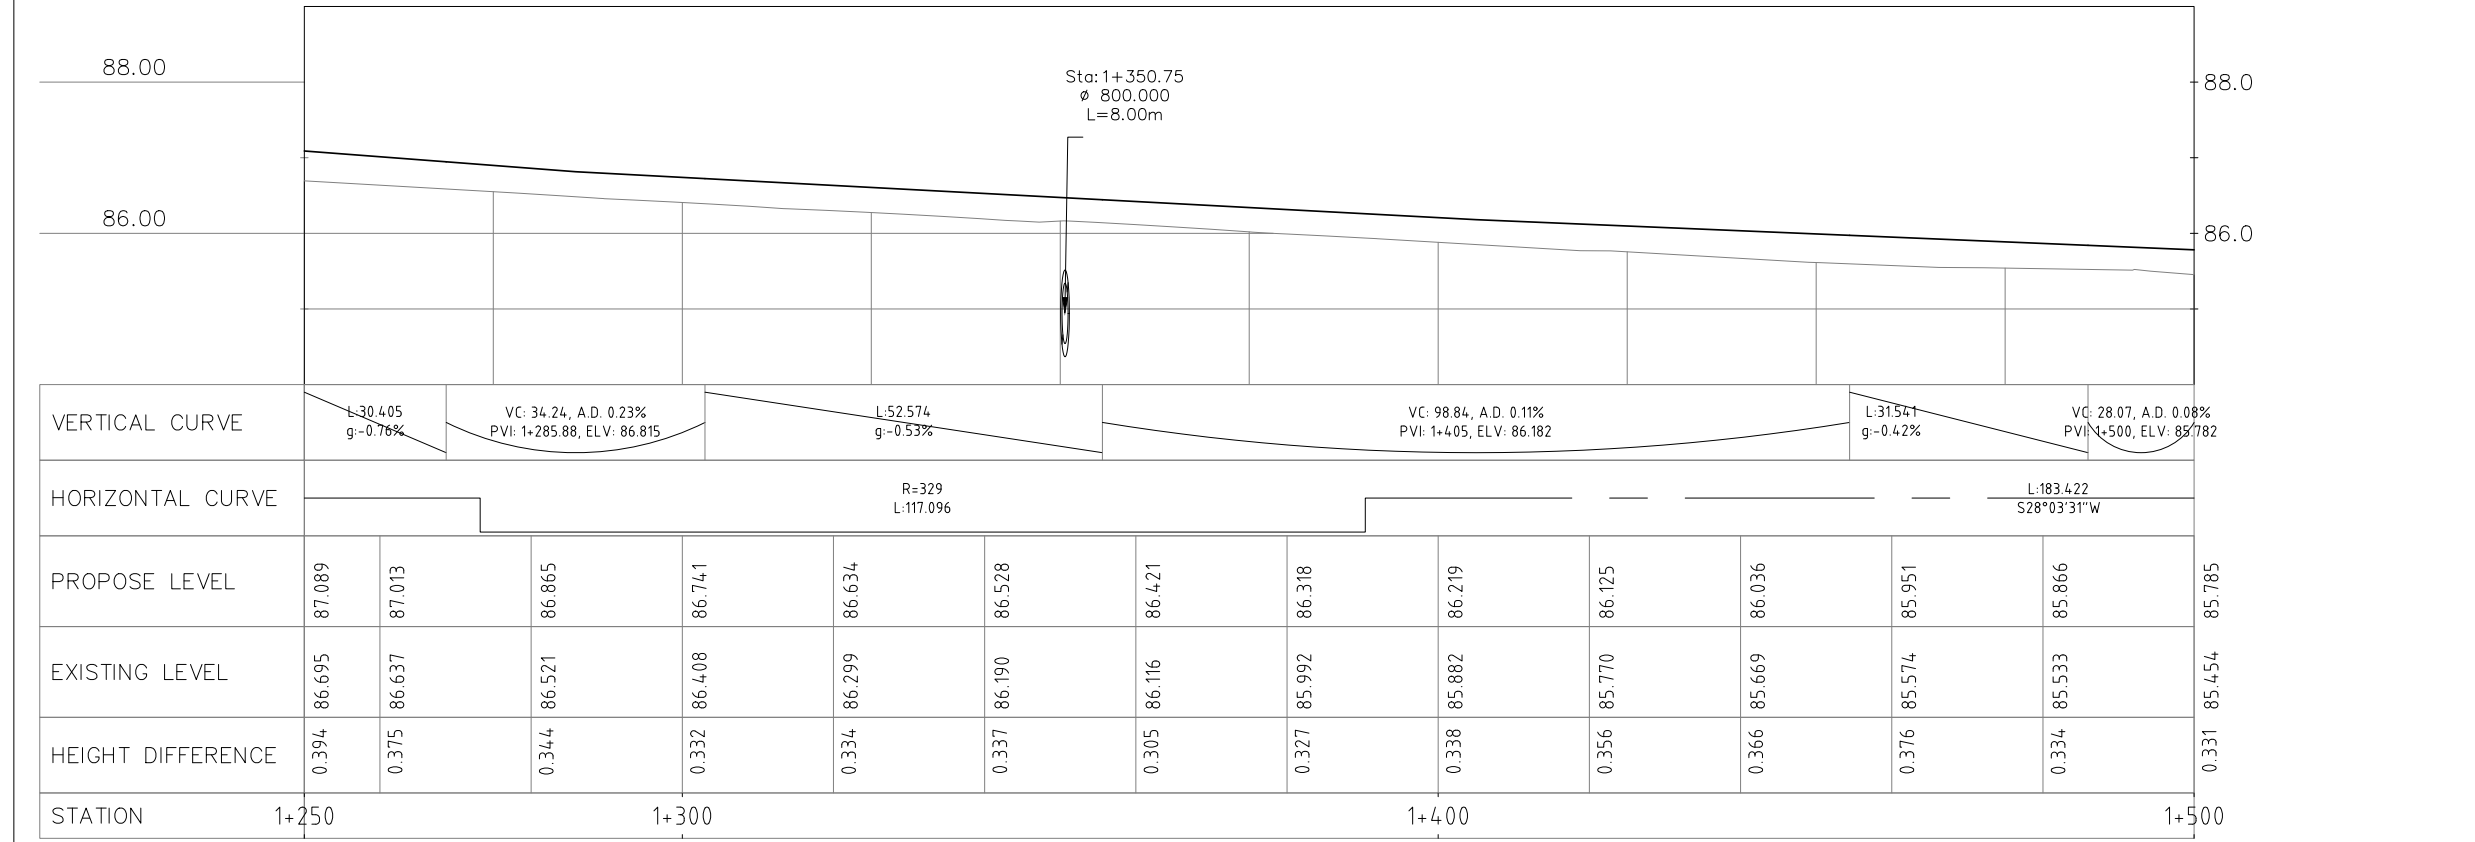 88.00
88.0
Sta: 1+350.75
ø 800.000
L=8.00m
86.00
86.0
VERTICAL CURVE
L:30.405
g:-0.76%
VC: 34.24, A.D. 0.23%
PVI: 1+285.88, ELV: 86.815
L:52.574
g:-0.53%
VC: 98.84, A.D. 0.11%
PVI: 1+405, ELV: 86.182
L:31.541
g:-0.42%
VC: 28.07, A.D. 0.08%
PVI: 1+500, ELV: 85.782
HORIZONTAL CURVE
R=329
L:117.096
L:183.422
S28°03'31"W
PROPOSE LEVEL
87.089
87.013
86.865
86.741
86.634
86.528
86.421
86.318
86.219
86.125
86.036
85.951
85.866
85.785
EXISTING LEVEL
86.695
86.637
86.521
86.408
86.299
86.190
86.116
85.992
85.882
85.770
85.669
85.574
85.533
85.454
HEIGHT DIFFERENCE
0.394
0.375
0.344
0.332
0.334
0.337
0.305
0.327
0.338
0.356
0.366
0.376
0.334
0.331
STATION
1+250
1+300
1+400
1+500